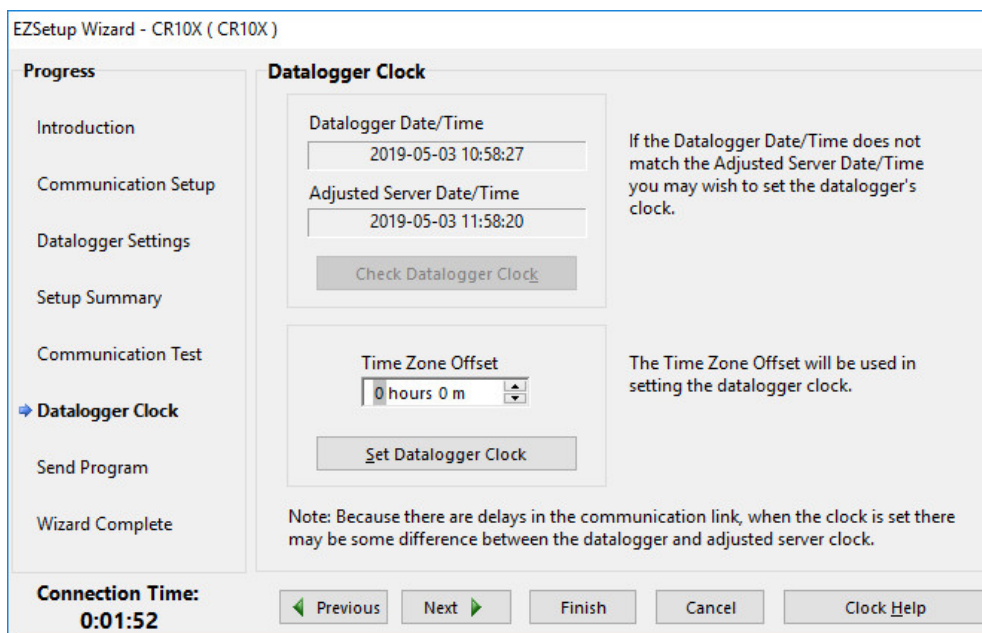 EZSetup Wizard - CR10X ( CR10X )
Progress
Introduction
Communication Setup
Datalogger Settings
Setup Summary
Communication Test
Datalogger Clock
Send Program
Wizard Complete
Connection Time:
0:01:52
Datalogger Clock
Datalogger Date/Time
2019-05-03 10:58:27
Adjusted Server Date/Time
2019-05-03 11:58:20
Check Datalogger Clock
If the Datalogger Date/Time does not
match the Adjusted Server Date/Time
you may wish to set the datalogger's
clock.
Time Zone Offset
0 hours 0 m
Set Datalogger Clock
The Time Zone Offset will be used in
setting the datalogger clock.
Note: Because there are delays in the communication link, when the clock is set there
may be some difference between the datalogger and adjusted server clock.
Previous
Next
Finish
Cancel
Clock Help